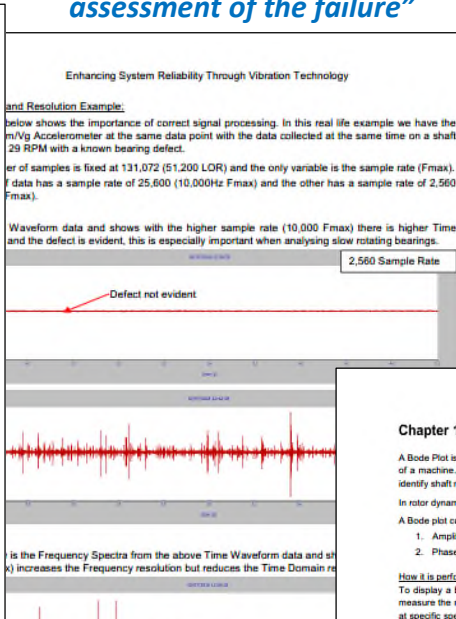 assessment of the failure”
Enhancing System Reliability Through Vibration Technology
and Resolution Example:
below shows the importance of correct signal processing. In this real life example we have the
m/Vg Accelerometer at the same data point with the data collected at the same time on a shaft
29 RPM with a known bearing defect.
er of samples is fixed at 131,072 (51,200 LOR) and the only variable is the sample rate (Fmax).
f data has a sample rate of 25,600 (10,000Hz Fmax) and the other has a sample rate of 2,560
Fmax).
Waveform data and shows with the higher sample rate (10,000 Fmax) there is higher Time
and the defect is evident, this is especially important when analysing slow rotating bearings.
2,560 Sample Rate
Defect not evident
is the Frequency Spectra from the above Time Waveform data and sh
x) increases the Frequency resolution but reduces the Time Domain re
Chapter 1
A Bode Plot is
of a machine.
identify shaft r
In rotor dynam
A Bode plot co
1. Ampli
2. Phase
How it is perfo
To display a b
measure the r
at specific spe